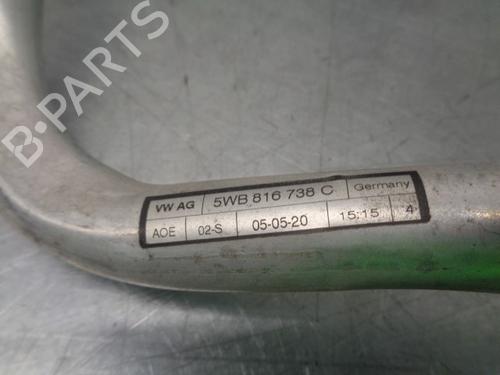 B-PARTS
VW AG 5WB 816 738 C Germany
AOE 02-S 05-05-20 15:15 4